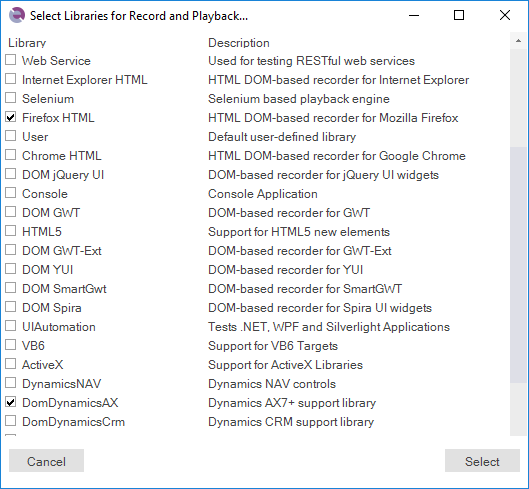 Select Libraries for Record and Playback...
Library Description
Web Service Used for testing RESTful web services
Internet Explorer HTML HTML DOM-based recorder for Internet Explorer
Selenium Selenium based playback engine
Firefox HTML HTML DOM-based recorder for Mozilla Firefox
User Default user-defined library
Chrome HTML HTML DOM-based recorder for Google Chrome
DOM jQuery UI DOM-based recorder for jQuery UI widgets
Console Console Application
DOM GWT DOM-based recorder for GWT
HTML5 Support for HTML5 new elements
DOM GWT-Ext DOM-based recorder for GWT-Ext
DOM YUI DOM-based recorder for YUI
DOM SmartGwt DOM-based recorder for SmartGWT
DOM Spira DOM-based recorder for Spira UI widgets
UIAutomation Tests .NET, WPF and Silverlight Applications
VB6 Support for VB6 Targets
ActiveX Support for ActiveX Libraries
DynamicsNAV Dynamics NAV controls
DomDynamicsAX Dynamics AX7+ support library
DomDynamicsCrm Dynamics CRM support library
Cancel Select